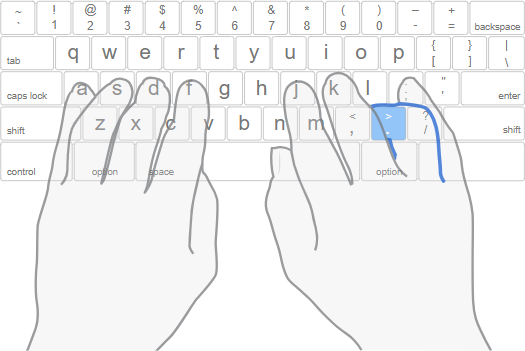 ~ ! @ # $ % ^ & * ( ) – +
` 1 2 3 4 5 6 7 8 9 0 - = backspace
tab q w e r t y u i o p { [ } ] | \
caps lock a s d f g h j k l : ; " ' enter
shift z x c v b n m < , > . ? / shift
control option space option